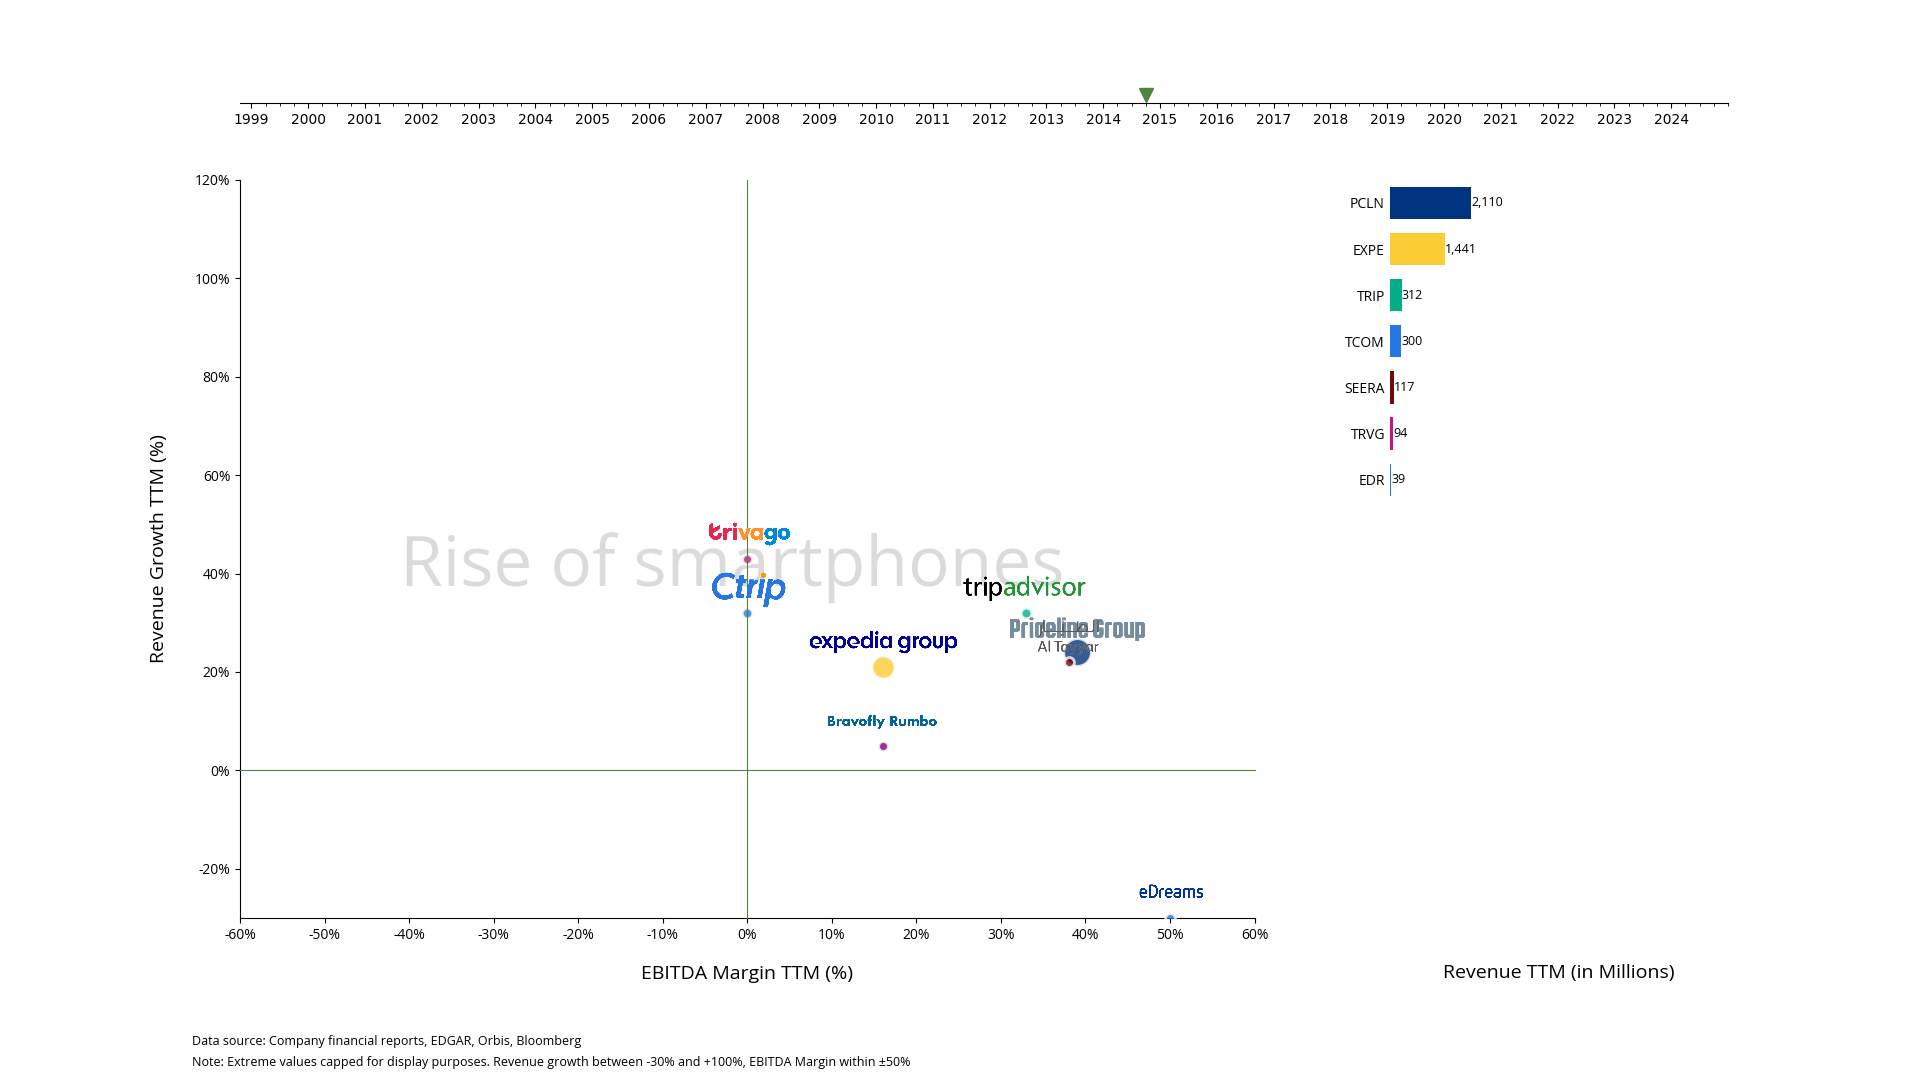 1999 2000 2001 2002 2003 2004 2005 2006 2007 2008 2009 2010 2011 2012 2013 2014 2015 2016 2017 2018 2019 2020 2021 2022 2023 2024
120%
100%
80%
60%
40%
20%
0%
-20%
Revenue Growth TTM (%)
Rise of smartphones
trivago
Ctrip
tripadvisor
Priceline Group
expedia group
Bravofly Rumbo
eDreams
-60% -50% -40% -30% -20% -10% 0% 10% 20% 30% 40% 50% 60%
EBITDA Margin TTM (%)
PCLN 2,110
EXPE 1,441
TRIP 312
TCOM 300
SEERA 117
TRVG 94
EDR 39
Revenue TTM (in Millions)
Data source: Company financial reports, EDGAR, Orbis, Bloomberg
Note: Extreme values capped for display purposes. Revenue growth between -30% and +100%, EBITDA Margin within ±50%